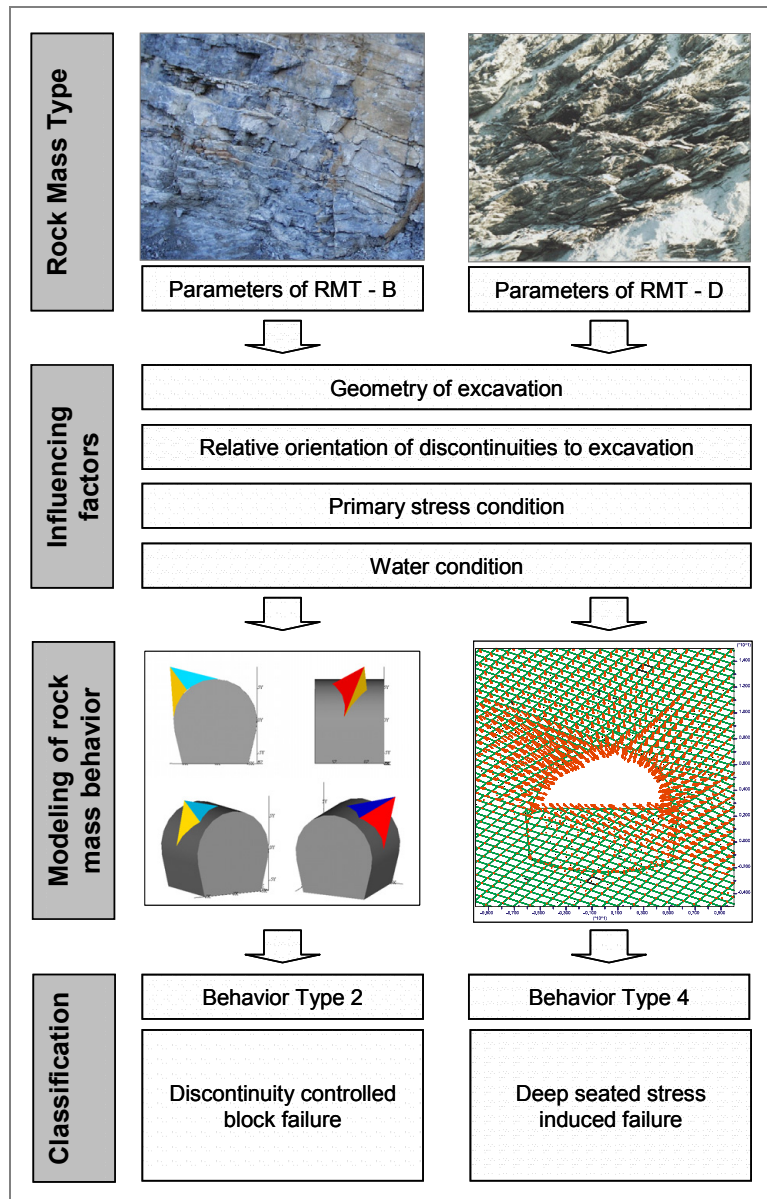 Rock Mass Type
Parameters of RMT - B
Parameters of RMT - D
Influencing
factors
Geometry of excavation
Relative orientation of discontinuities to excavation
Primary stress condition
Water condition
Modeling of rock
mass behavior
Classification
Behavior Type 2
Behavior Type 4
Discontinuity controlled
block failure
Deep seated stress
induced failure